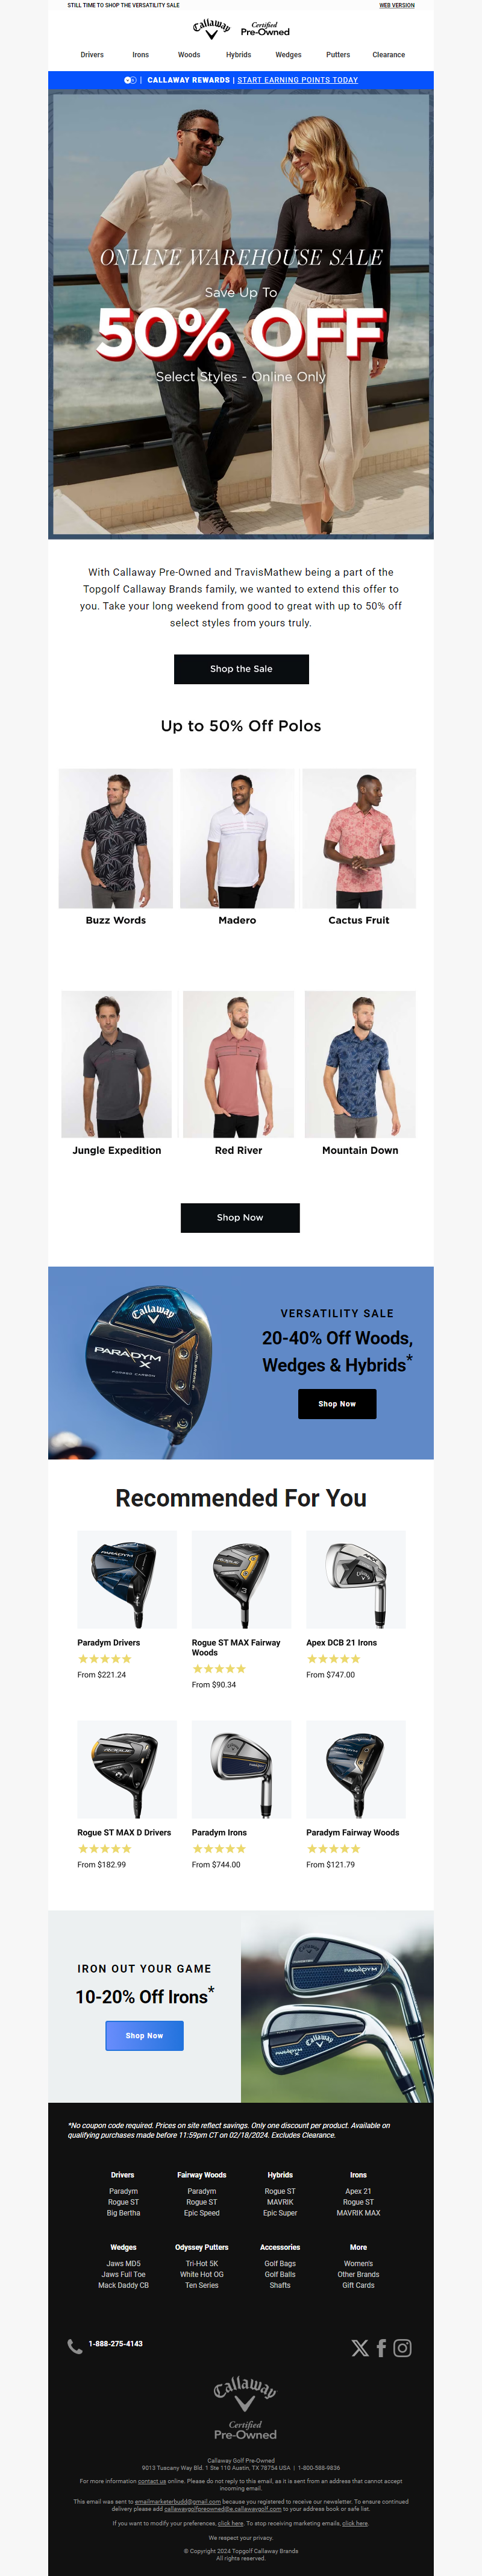 STILL TIME TO SHOP THE VERSATILITY SALE
WEB VERSION
Callaway
Certified
Pre-Owned
Drivers Irons Woods Hybrids Wedges Putters Clearance
CALLAWAY REWARDS | START EARNING POINTS TODAY
ONLINE WAREHOUSE SALE
Save Up To
50% OFF
Select Styles - Online Only
With Callaway Pre-Owned and TravisMathew being a part of the
Topgolf Callaway Brands family, we wanted to extend this offer to
you. Take your long weekend from good to great with up to 50% off
select styles from yours truly.
Shop the Sale
Up to 50% Off Polos
Buzz Words Madero Cactus Fruit
Jungle Expedition Red River Mountain Down
Shop Now
Callaway
PARADYM
X
FORGED CARBON
VERSATILITY SALE
20-40% Off Woods,
Wedges & Hybrids*
Shop Now
Recommended For You
Paradym Drivers
From $221.24
Rogue ST MAX Fairway
Woods
From $90.34
Apex DCB 21 Irons
From $747.00
Rogue ST MAX D Drivers
From $182.99
Paradym Irons
From $744.00
Paradym Fairway Woods
From $121.79
IRON OUT YOUR GAME
10-20% Off Irons*
Shop Now
PARADYM
Callaway
PARADYM
X
*No coupon code required. Prices on site reflect savings. Only one discount per product. Available on
qualifying purchases made before 11:59pm CT on 02/18/2024. Excludes Clearance.
Drivers Fairway Woods Hybrids Irons
Paradym Paradym Rogue ST Apex 21
Rogue ST Rogue ST MAVRIK Rogue ST
Big Bertha Epic Speed Epic Super MAVRIK MAX
Wedges Odyssey Putters Accessories More
Jaws MD5 Tri-Hot 5K Golf Bags Women's
Jaws Full Toe White Hot OG Golf Balls Other Brands
Mack Daddy CB Ten Series Shafts Gift Cards
1-888-275-4143
Callaway
Certified
Pre-Owned
Callaway Golf Pre-Owned
9013 Tuscany Way Bld. 1 Ste 110 Austin, TX 78754 USA | 1-800-588-9836
For more information contact us online. Please do not reply to this email, as it is sent from an address that cannot accept
incoming email.
This email was sent to emailmarketerbudd@gmail.com because you registered to receive our newsletter. To ensure continued
delivery please add callawaygolfpreowned@e.callawaygolf.com to your address book or safe list.
If you want to modify your preferences, click here. To stop receiving marketing emails, click here.
We respect your privacy.
© Copyright 2024 Topgolf Callaway Brands
All rights reserved.